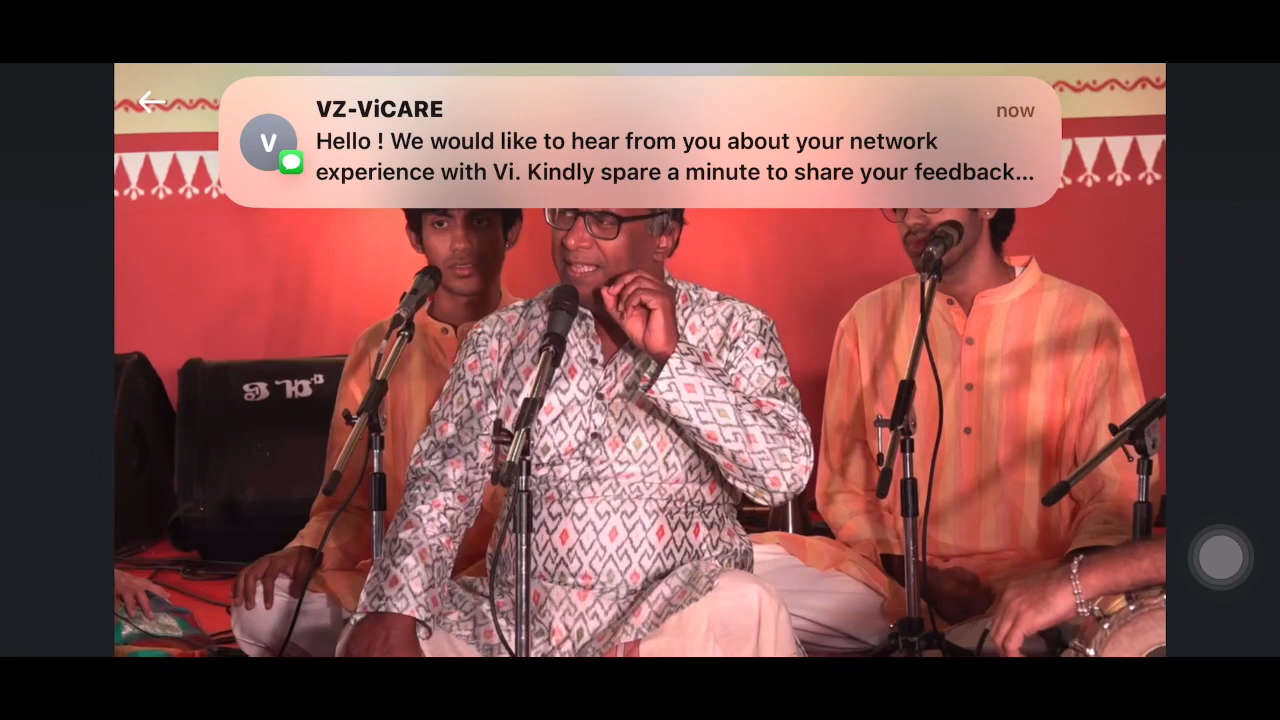 VZ-ViCARE
now
V
Hello ! We would like to hear from you about your network
experience with Vi. Kindly spare a minute to share your feedback...